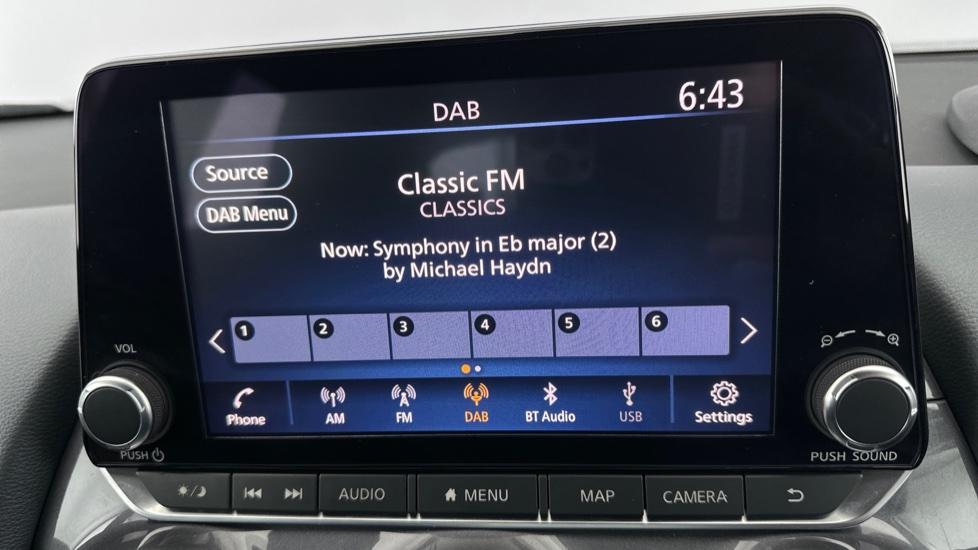 DAB
6:43
Source
DAB Menu
Classic FM
CLASSICS
Now: Symphony in Eb major (2)
by Michael Haydn
1 2 3 4 5 6
Phone AM FM DAB BT Audio USB Settings
VOL
PUSH
PUSH SOUND
AUDIO MENU MAP CAMERA